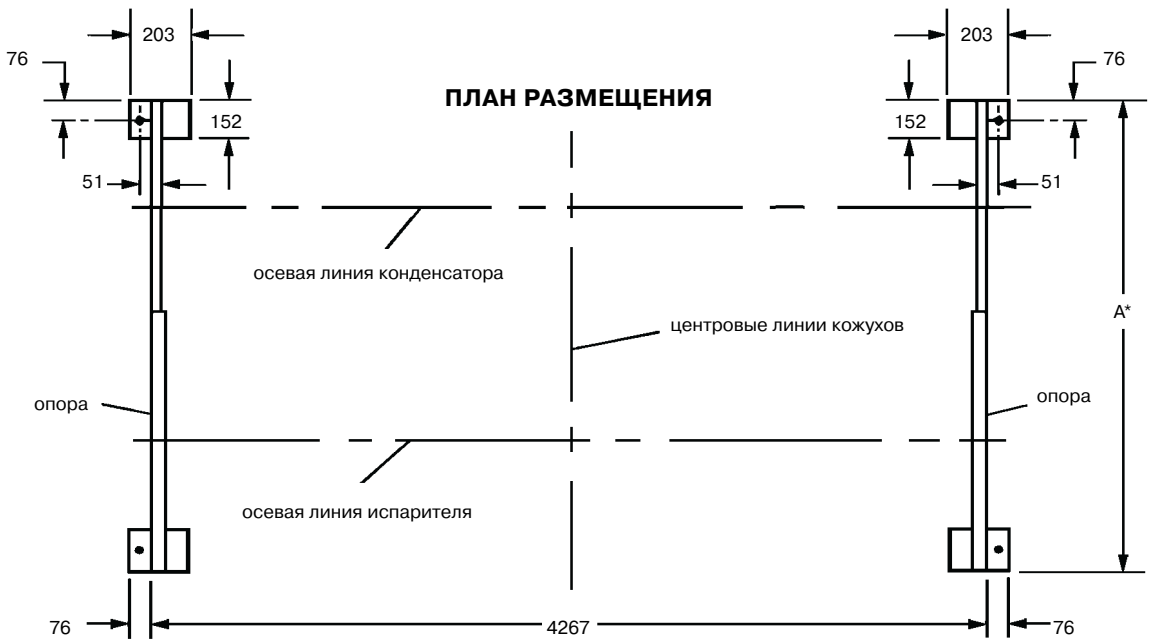 203
203
76
76
ПЛАН РАЗМЕЩЕНИЯ
152
152
51
51
осевая линия конденсатора
A*
центровые линии кожухов
опора
опора
осевая линия испарителя
76
4267
76